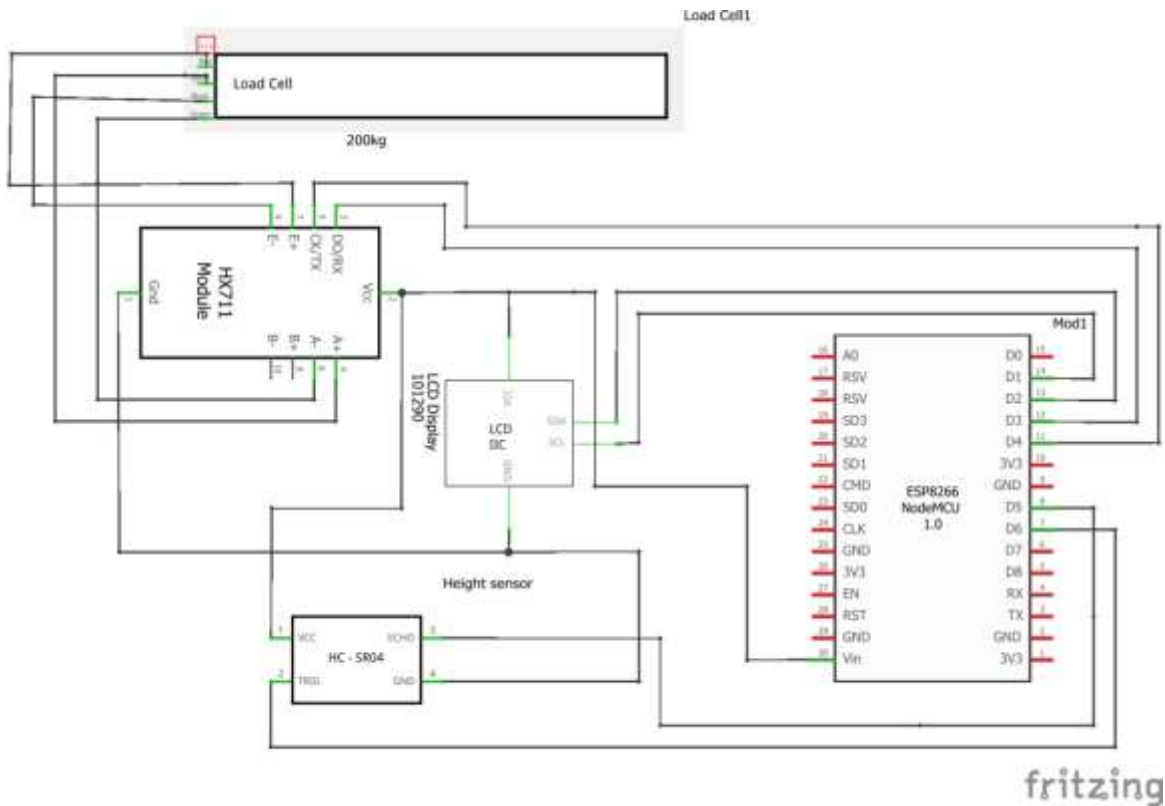 Load Cell1
Load Cell
200kg
E-
E+
CK/TX
DO/RX
HX711
Module
Gnd
Vcc
B-
B+
A-
A+
10
LCD Display
101290
LCD
IIC
SDA
SCL
GND
Mod1
A0
RSV
RSV
SD3
SD2
SD1
CMD
SD0
CLK
GND
3V3
EN
RST
GND
Vin
ESP8266
NodeMCU
1.0
D0
D1
D2
D3
D4
3V3
GND
D5
D6
D7
D8
RX
TX
GND
3V3
Height sensor
VCC
TRIG
HC - SR04
ECHO
GND
fritzing